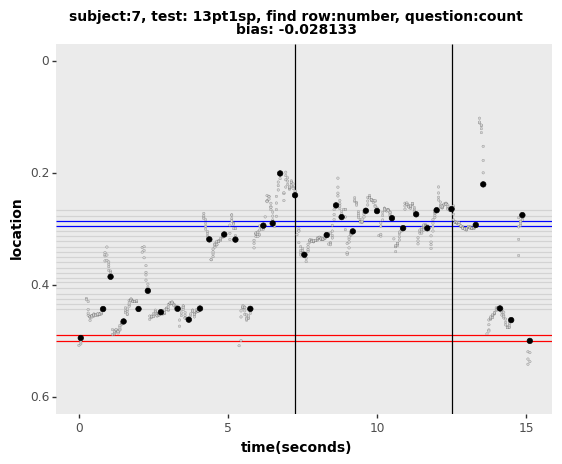 subject:7, test: 13pt1sp, find row:number, question:count
bias: -0.028133
0
0.2
0.4
0.6
location
0 5 10 15
time(seconds)